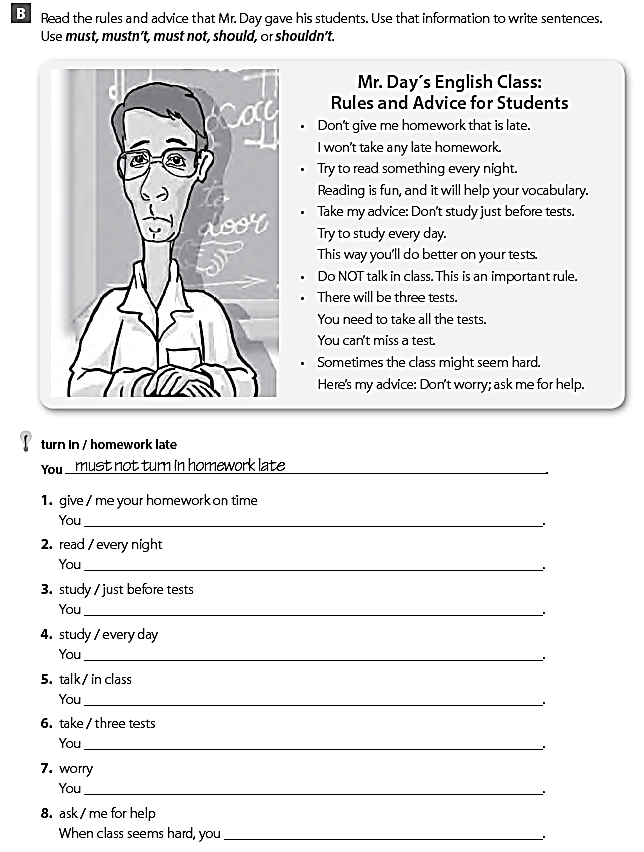 B Read the rules and advice that Mr. Day gave his students. Use that information to write sentences.
Use must, mustn't, must not, should, or shouldn't.
Mr. Day´s English Class:
Rules and Advice for Students
• Don't give me homework that is late.
I won't take any late homework.
• Try to read something every night.
Reading is fun, and it will help your vocabulary.
• Take my advice: Don't study just before tests.
Try to study every day.
This way you'll do better on your tests.
• Do NOT talk in class. This is an important rule.
• There will be three tests.
You need to take all the tests.
You can't miss a test.
• Sometimes the class might seem hard.
Here's my advice: Don't worry; ask me for help.
to
door
turn in / homework late
You must not turn in homework late.
1. give / me your homework on time
You .
2. read / every night
You .
3. study / just before tests
You .
4. study / every day
You .
5. talk / in class
You .
6. take / three tests
You .
7. worry
You .
8. ask / me for help
When class seems hard, you .